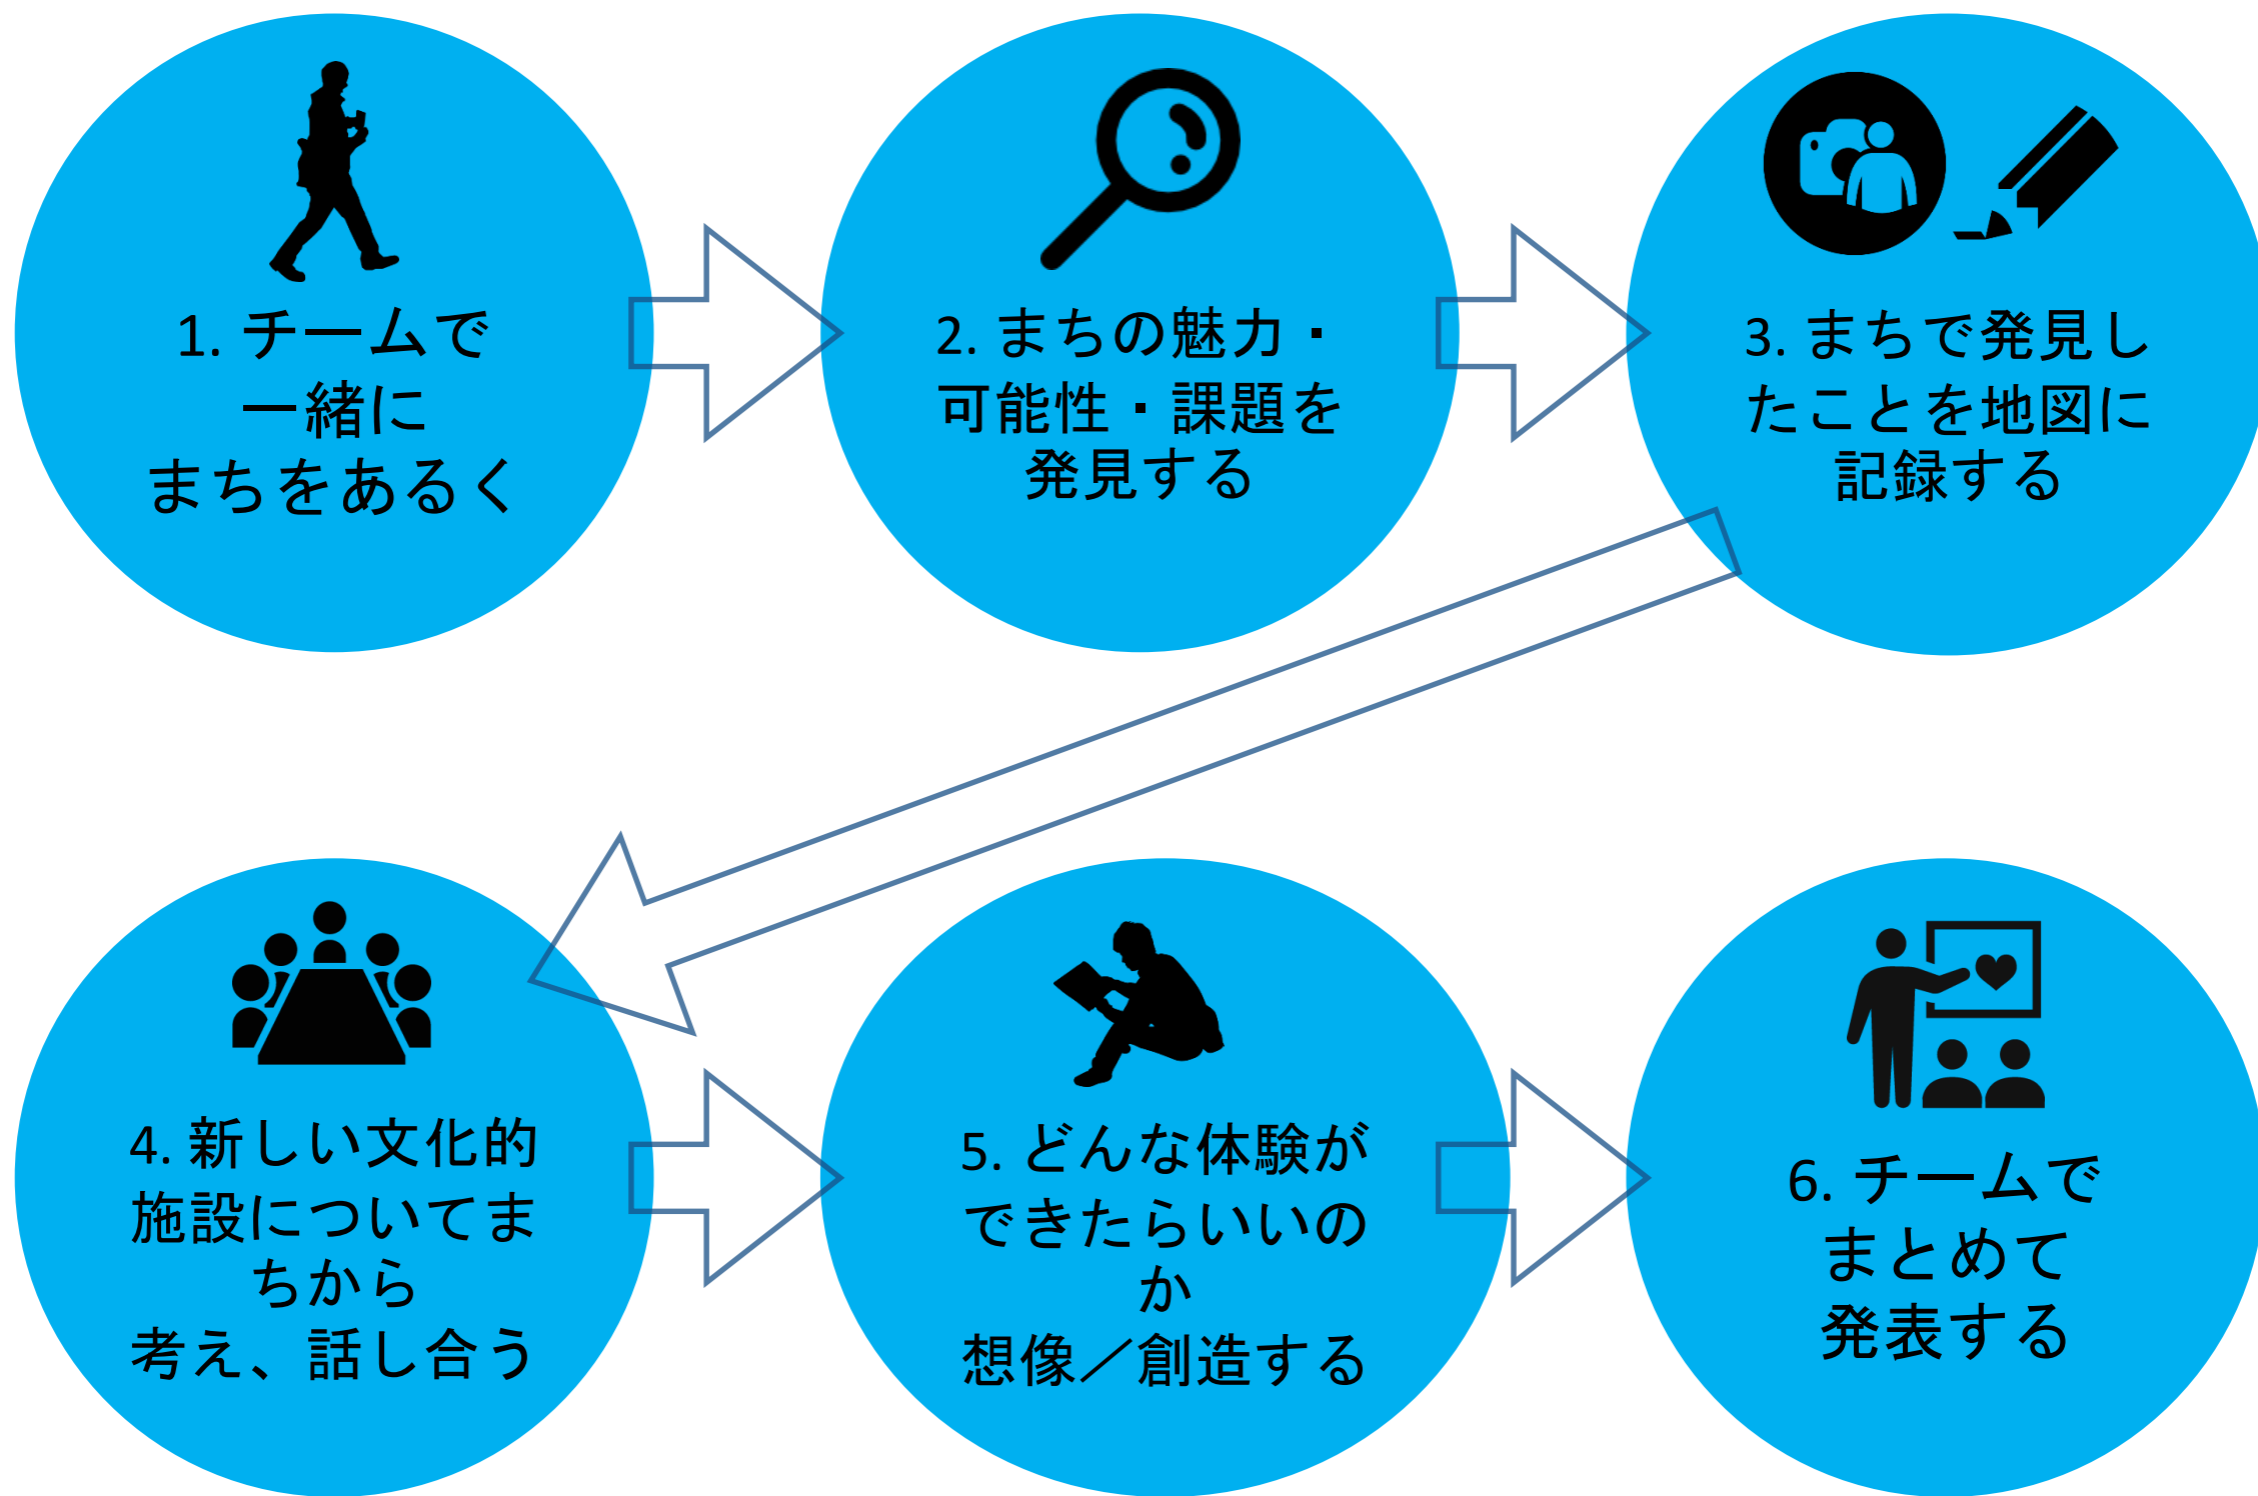 1. チームで
一緒に
まちをあるく
2. まちの魅力・
可能性・課題を
発見する
3. まちで発見し
たことを地図に
記録する
4. 新しい文化的
施設についてま
ちから
考え、話し合う
5. どんな体験が
できたらいいの
か
想像／創造する
6. チームで
まとめて
発表する